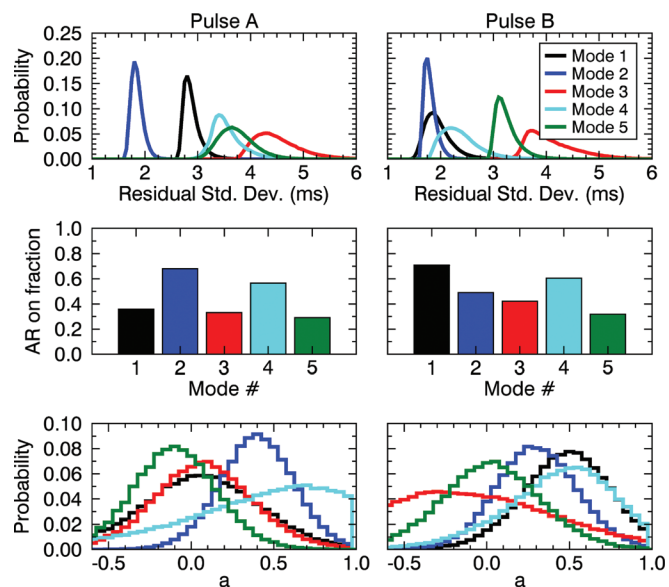 Pulse A
Pulse B
Probability
0.25
0.20
0.15
0.10
0.05
0.00
1 2 3 4 5 6
Residual Std. Dev. (ms)
Mode 1
Mode 2
Mode 3
Mode 4
Mode 5
1 2 3 4 5 6
Residual Std. Dev. (ms)
AR on fraction
1.0
0.8
0.6
0.4
0.2
0.0
1 2 3 4 5
Mode #
1 2 3 4 5
Mode #
Probability
0.10
0.08
0.06
0.04
0.02
0.00
-0.5 0.0 0.5 1.0
a
-0.5 0.0 0.5 1.0
a